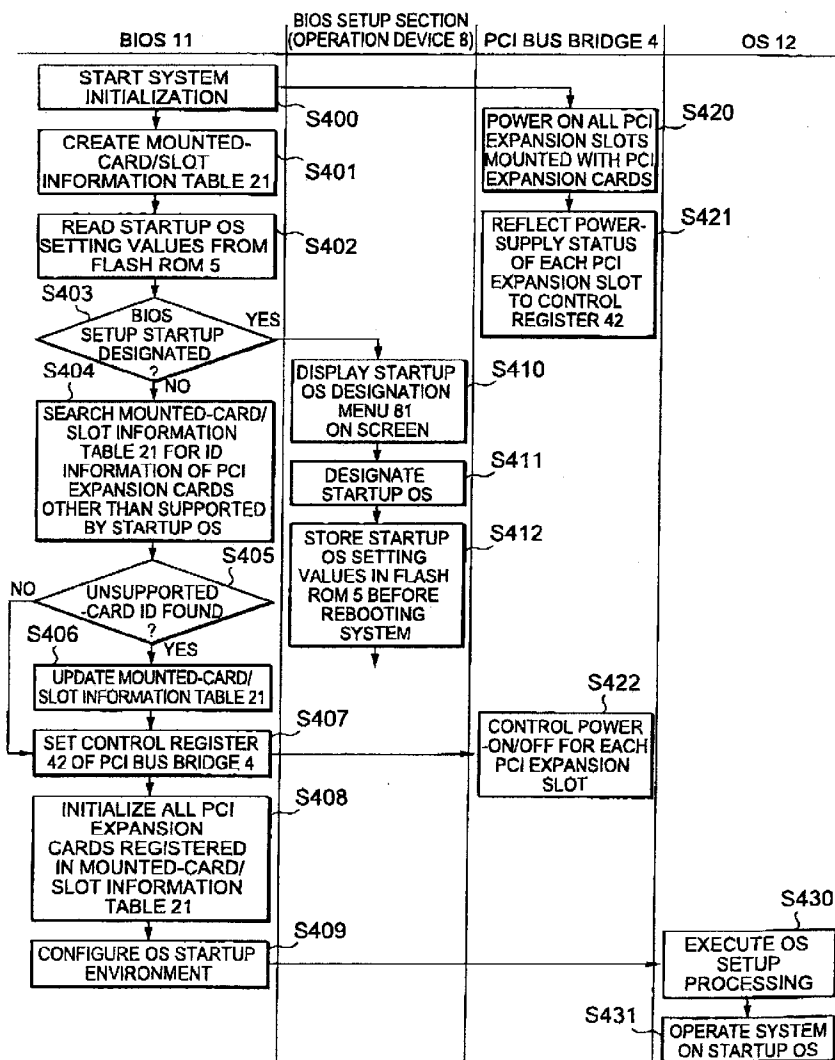 BIOS 11
BIOS SETUP SECTION
(OPERATION DEVICE 8)
PCI BUS BRIDGE 4
OS 12
START SYSTEM
INITIALIZATION
S400
CREATE MOUNTED-
CARD/SLOT
INFORMATION TABLE 21
S401
READ STARTUP OS
SETTING VALUES FROM
FLASH ROM 5
S402
S403
BIOS
SETUP STARTUP
DESIGNATED
?
YES
NO
S404
SEARCH MOUNTED-CARD/
SLOT INFORMATION
TABLE 21 FOR ID
INFORMATION OF PCI
EXPANSION CARDS
OTHER THAN SUPPORTED
BY STARTUP OS
S405
NO
UNSUPPORTED
-CARD ID FOUND
?
YES
S406
UPDATE MOUNTED-CARD/
SLOT INFORMATION TABLE 21
S407
SET CONTROL REGISTER
42 OF PCI BUS BRIDGE 4
S408
INITIALIZE ALL PCI
EXPANSION
CARDS REGISTERED
IN MOUNTED-CARD/
SLOT INFORMATION
TABLE 21
S409
CONFIGURE OS STARTUP
ENVIRONMENT
S410
DISPLAY STARTUP
OS DESIGNATION
MENU 81
ON SCREEN
S411
DESIGNATE
STARTUP OS
S412
STORE STARTUP
OS SETTING
VALUES IN FLASH
ROM 5 BEFORE
REBOOTING
SYSTEM
S420
POWER ON ALL PCI
EXPANSION SLOTS
MOUNTED WITH PCI
EXPANSION CARDS
S421
REFLECT POWER-
SUPPLY STATUS
OF EACH PCI
EXPANSION SLOT
TO CONTROL
REGISTER 42
S422
CONTROL POWER
-ON/OFF FOR EACH
PCI EXPANSION
SLOT
S430
EXECUTE OS
SETUP
PROCESSING
S431
OPERATE SYSTEM
ON STARTUP OS